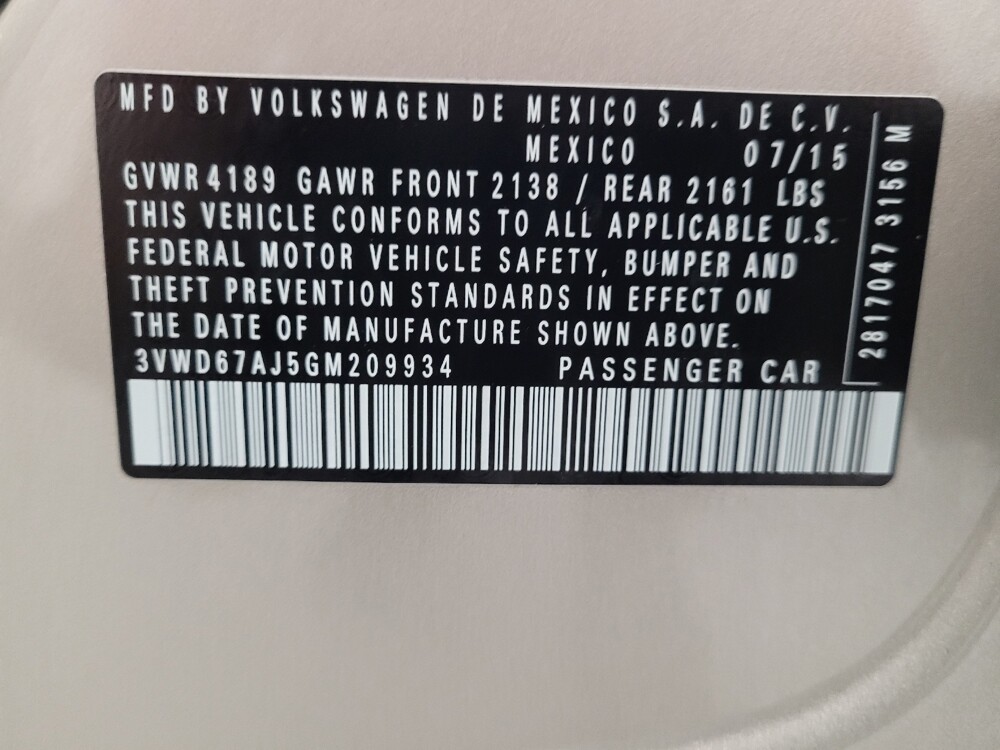 MFD BY VOLKSWAGEN DE MEXICO S.A. DE C.V.
MEXICO 07/15
GVWR 4189 GAWR FRONT 2138 / REAR 2161 LBS
THIS VEHICLE CONFORMS TO ALL APPLICABLE U.S.
FEDERAL MOTOR VEHICLE SAFETY, BUMPER AND
THEFT PREVENTION STANDARDS IN EFFECT ON
THE DATE OF MANUFACTURE SHOWN ABOVE.
3VWD67AJ5GM209934 PASSENGER CAR
2817047 3156 M